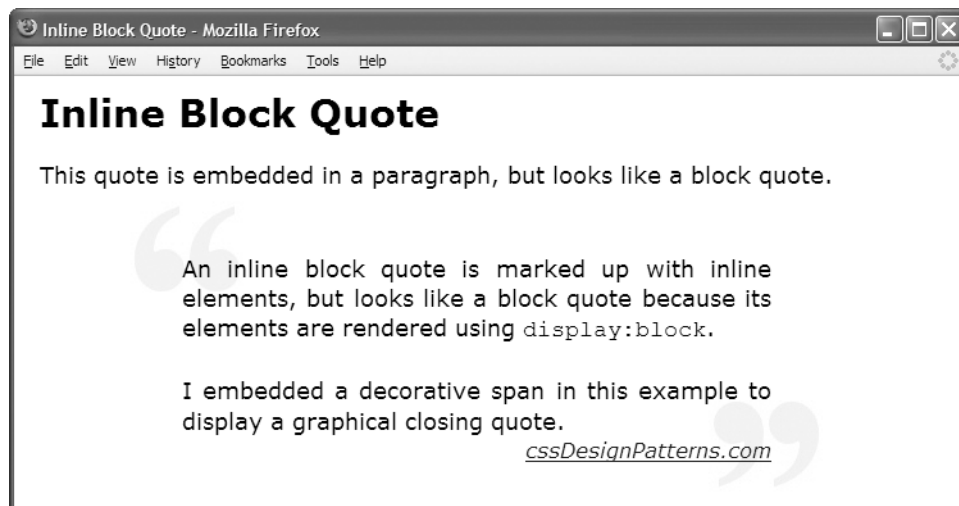 Inline Block Quote - Mozilla Firefox
File Edit View History Bookmarks Tools Help
Inline Block Quote
This quote is embedded in a paragraph, but looks like a block quote.
“
An inline block quote is marked up with inline
elements, but looks like a block quote because its
elements are rendered using display:block.
I embedded a decorative span in this example to
display a graphical closing quote.
cssDesignPatterns.com
”